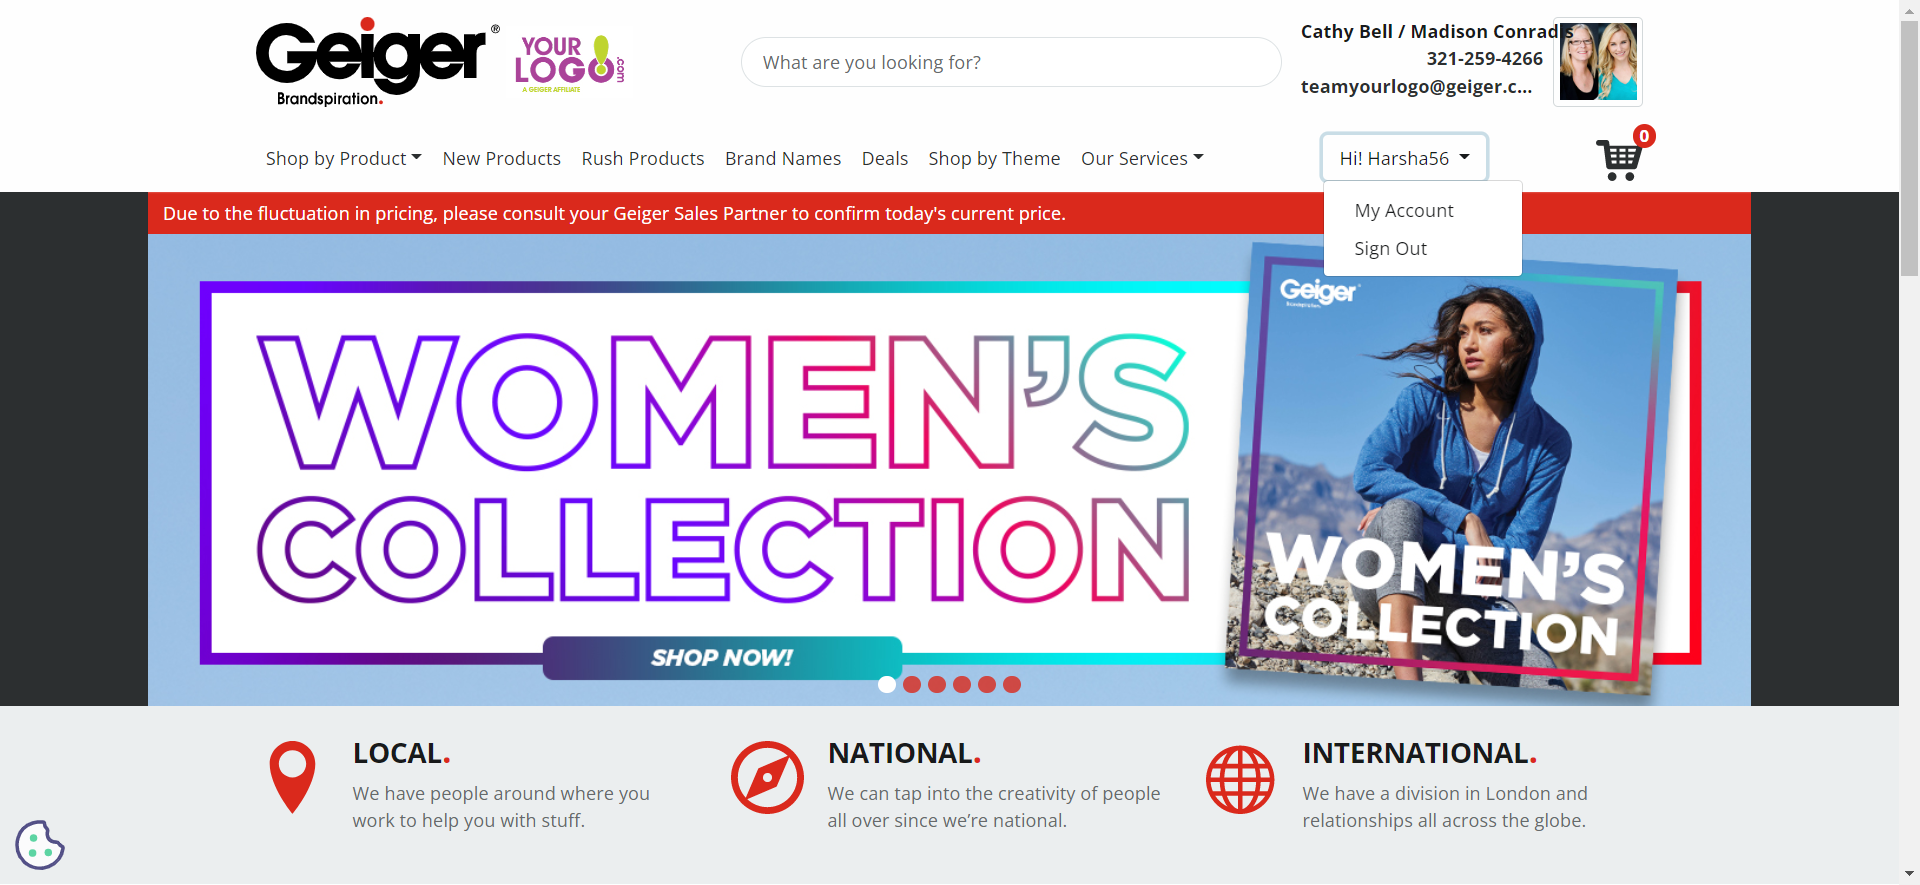 Geiger®
Brandspiration.
YOUR
LOGO!.com
A GEIGER AFFILIATE
What are you looking for?
Cathy Bell / Madison Conrad's
321-259-4266
teamyourlogo@geiger.c...
Shop by Product
New Products
Rush Products
Brand Names
Deals
Shop by Theme
Our Services
Hi! Harsha56
0
My Account
Sign Out
Due to the fluctuation in pricing, please consult your Geiger Sales Partner to confirm today's current price.
WOMEN'S
COLLECTION
SHOP NOW!
Geiger
Brandspiration.
WOMEN'S
COLLECTION
LOCAL.
We have people around where you
work to help you with stuff.
NATIONAL.
We can tap into the creativity of people
all over since we're national.
INTERNATIONAL.
We have a division in London and
relationships all across the globe.